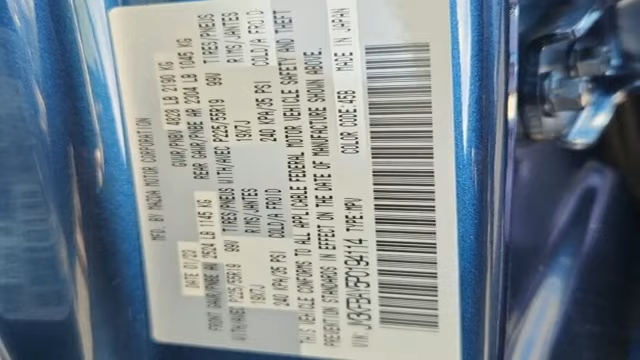 MFD. BY MAZDA MOTOR CORPORATION
DATE 01/23 GVWR/PNBV 4828 LB 2190 KG
FRONT GAWR/PNBE AV 2524 LB 1145 KG REAR GAWR/PNBE AR 2304 LB 1045 KG
WITH/AVEC P225/55R19 99V TIRES/PNEUS WITH/AVEC P225/55R19 99V TIRES/PNEUS
19X7J RIMS/JANTES 19X7J RIMS/JANTES
240 KPA/35 PSI COLD/A FROID 240 KPA/35 PSI COLD/A FROID
THIS VEHICLE CONFORMS TO ALL APPLICABLE FEDERAL MOTOR VEHICLE SAFETY AND THEFT
PREVENTION STANDARDS IN EFFECT ON THE DATE OF MANUFACTURE SHOWN ABOVE.
TYPE:MPV COLOR CODE:45B MADE IN JAPAN